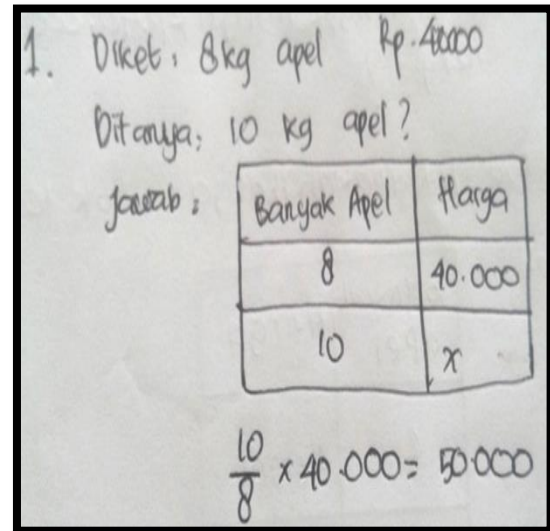 1. Diket: 8kg apel Rp. 40000
Ditanya: 10 kg apel?
Jawab:
Banyak Apel Harga
8 40.000
10 x
10/8 x 40.000 = 50.000